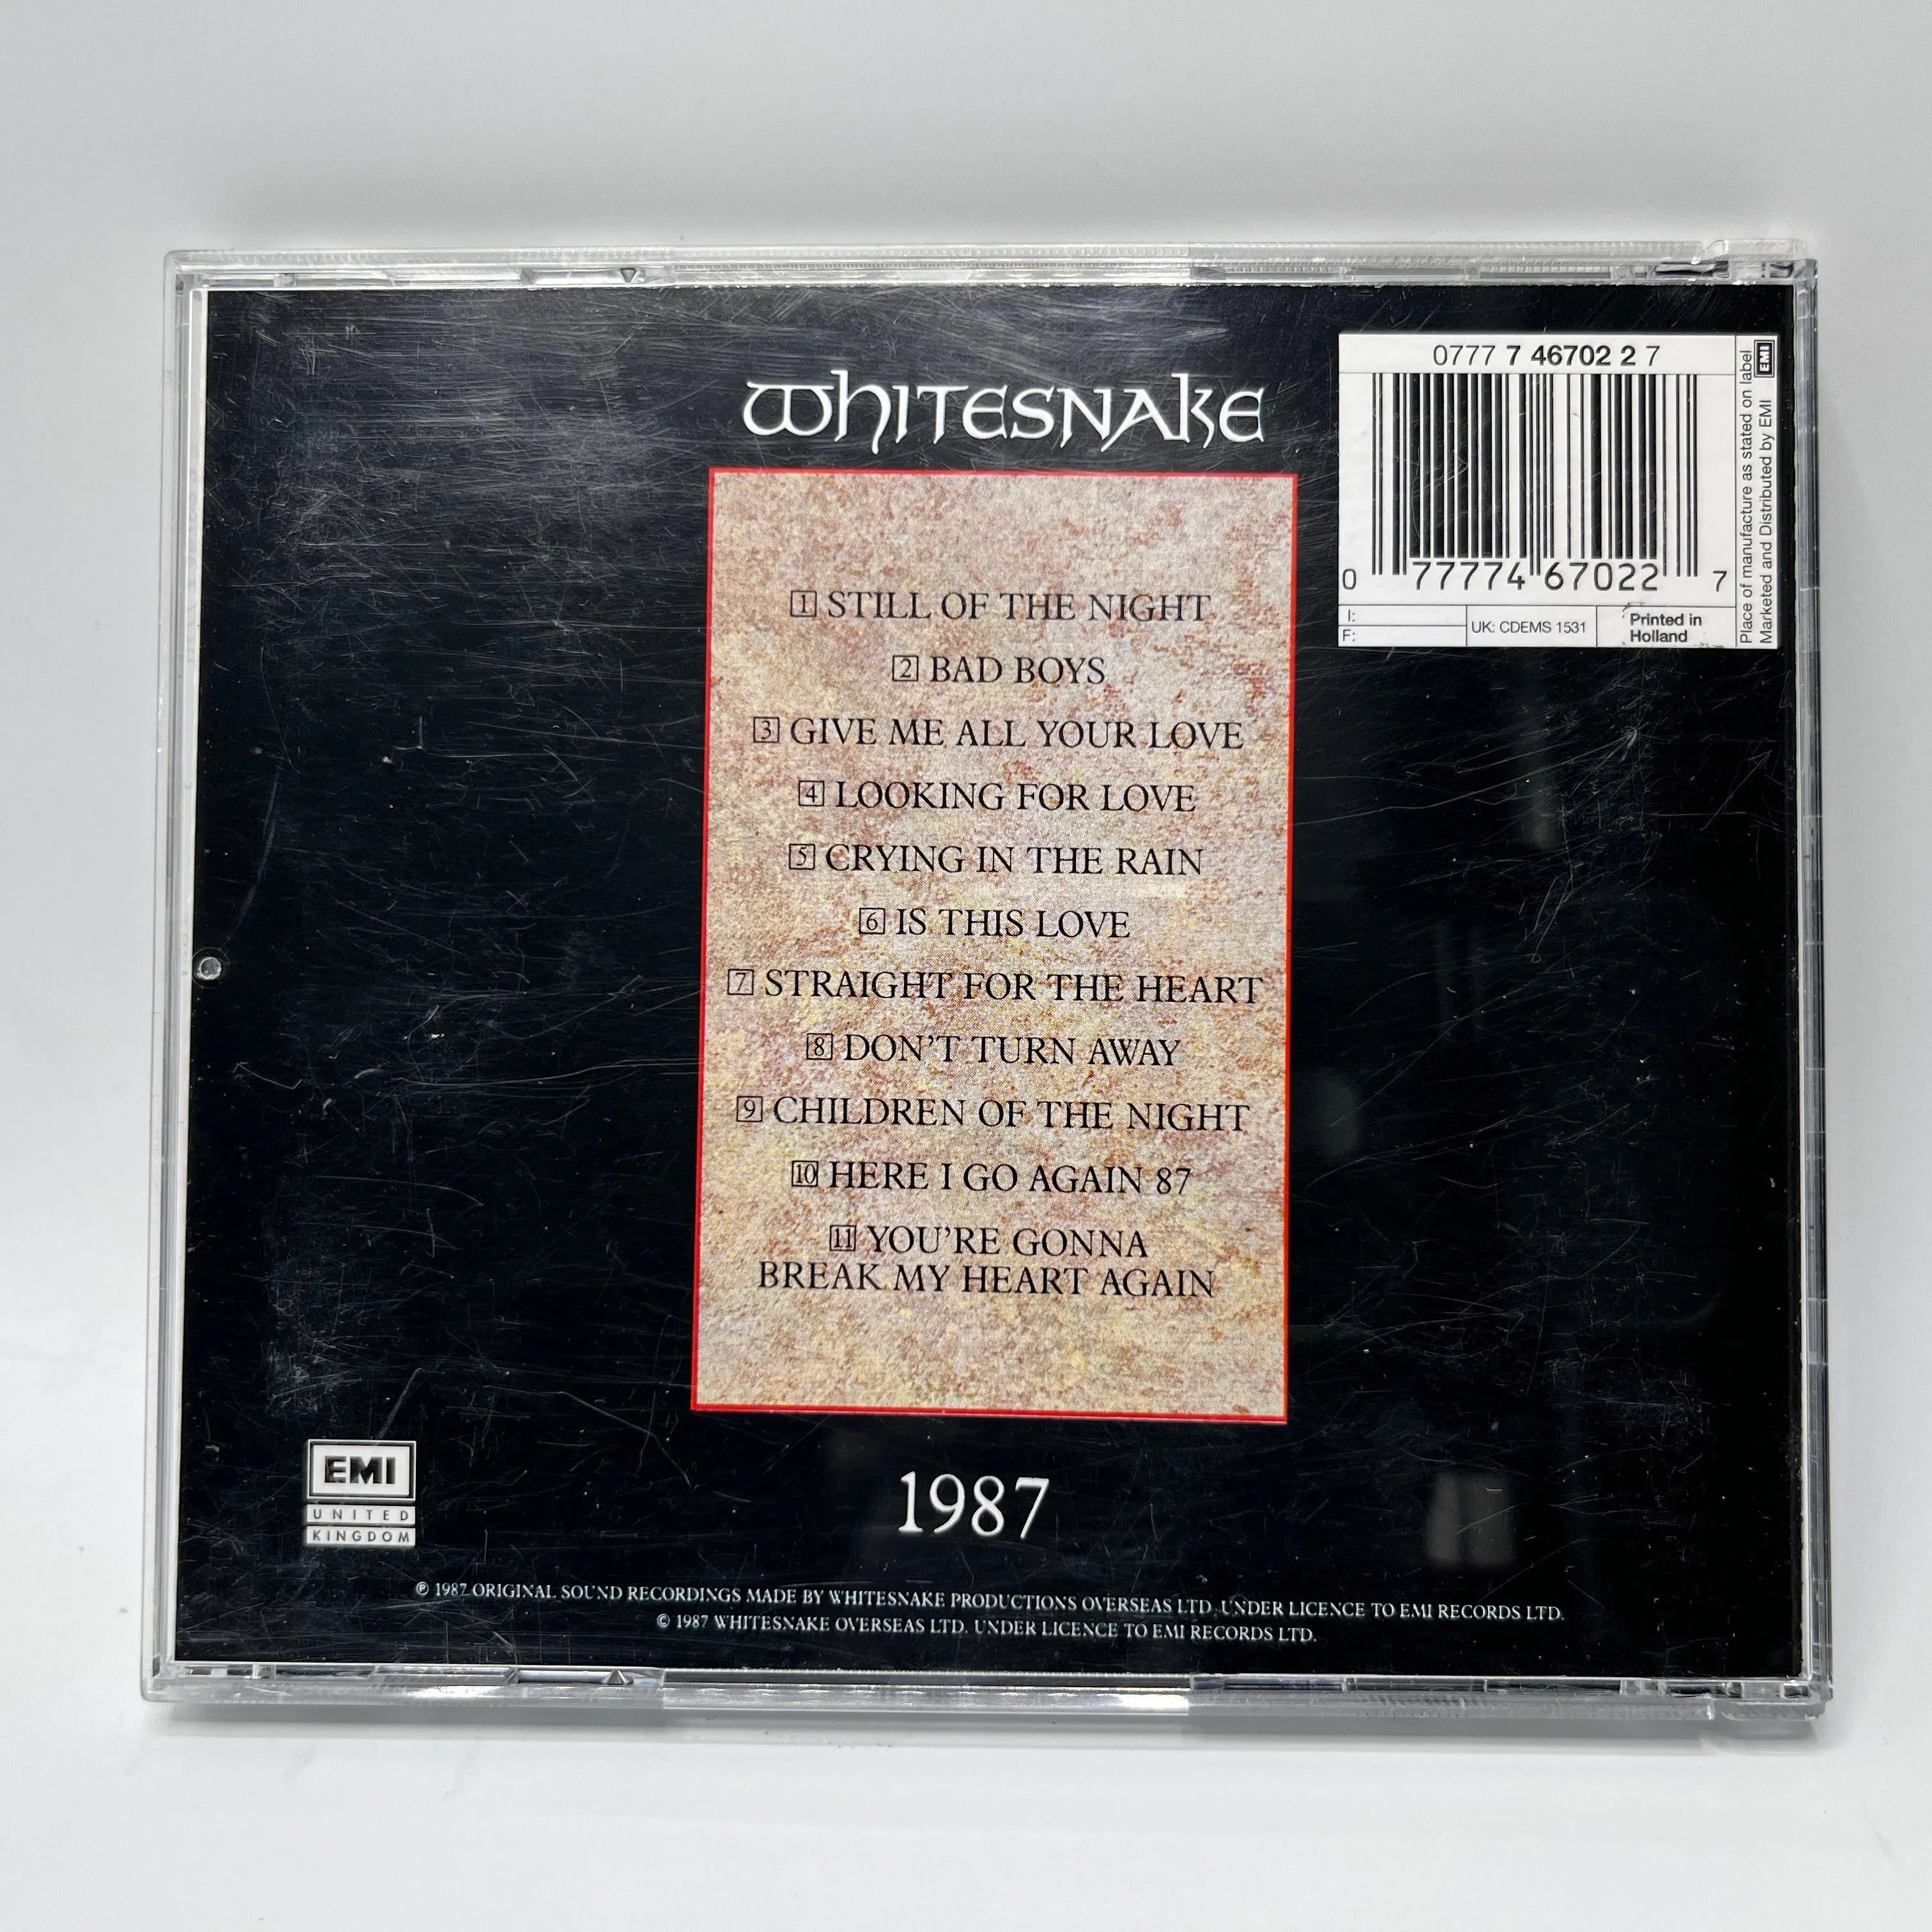 WHITESNAKE
0777 7 46702 2 7
0 77774 67022 7
I:
F:
UK: CDEMS 1531
Printed in
Holland
Place of manufacture as stated on label
Marketed and Distributed by EMI
EMI
1 STILL OF THE NIGHT
2 BAD BOYS
3 GIVE ME ALL YOUR LOVE
4 LOOKING FOR LOVE
5 CRYING IN THE RAIN
6 IS THIS LOVE
7 STRAIGHT FOR THE HEART
8 DON'T TURN AWAY
9 CHILDREN OF THE NIGHT
10 HERE I GO AGAIN 87
11 YOU'RE GONNA
BREAK MY HEART AGAIN
EMI
UNITED
KINGDOM
1987
℗ 1987 ORIGINAL SOUND RECORDINGS MADE BY WHITESNAKE PRODUCTIONS OVERSEAS LTD. UNDER LICENCE TO EMI RECORDS LTD.
© 1987 WHITESNAKE OVERSEAS LTD. UNDER LICENCE TO EMI RECORDS LTD.